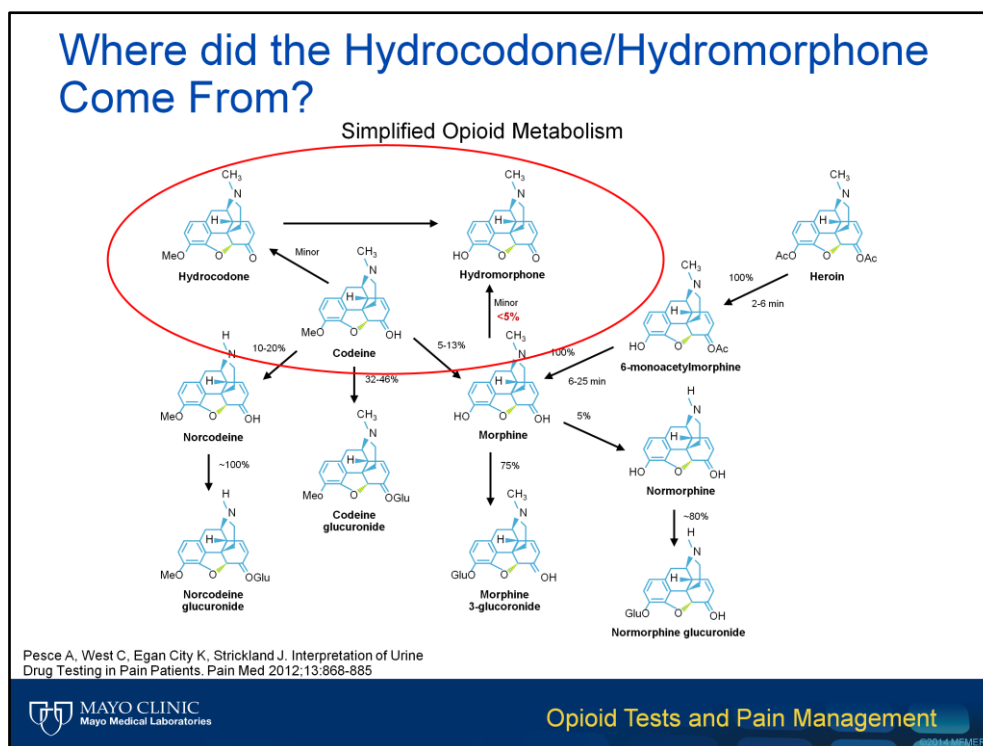 Where did the Hydrocodone/Hydromorphone
Come From?
Simplified Opioid Metabolism
CH3
N
H
MeO
O
O
Hydrocodone
CH3
N
H
HO
O
O
Hydromorphone
CH3
N
H
AcO
O
OAc
Heroin
Minor
CH3
N
H
MeO
O
OH
Codeine
Minor
<5%
100%
2-6 min
CH3
N
H
HO
O
OAc
6-monoacetylmorphine
10-20%
32-46%
5-13%
100%
6-25 min
H
N
H
MeO
O
OH
Norcodeine
CH3
N
H
HO
O
OH
Morphine
5%
H
N
H
HO
O
OH
Normorphine
~100%
CH3
N
H
Meo
O
OGlu
Codeine
glucuronide
75%
~80%
H
N
H
MeO
O
OGlu
Norcodeine
glucuronide
CH3
N
H
GluO
O
OH
Morphine
3-glucoronide
H
N
H
GluO
O
OH
Normorphine glucuronide
Pesce A, West C, Egan City K, Strickland J. Interpretation of Urine
Drug Testing in Pain Patients. Pain Med 2012;13:868-885
MAYO CLINIC
Mayo Medical Laboratories
Opioid Tests and Pain Management
©2014 MFMER